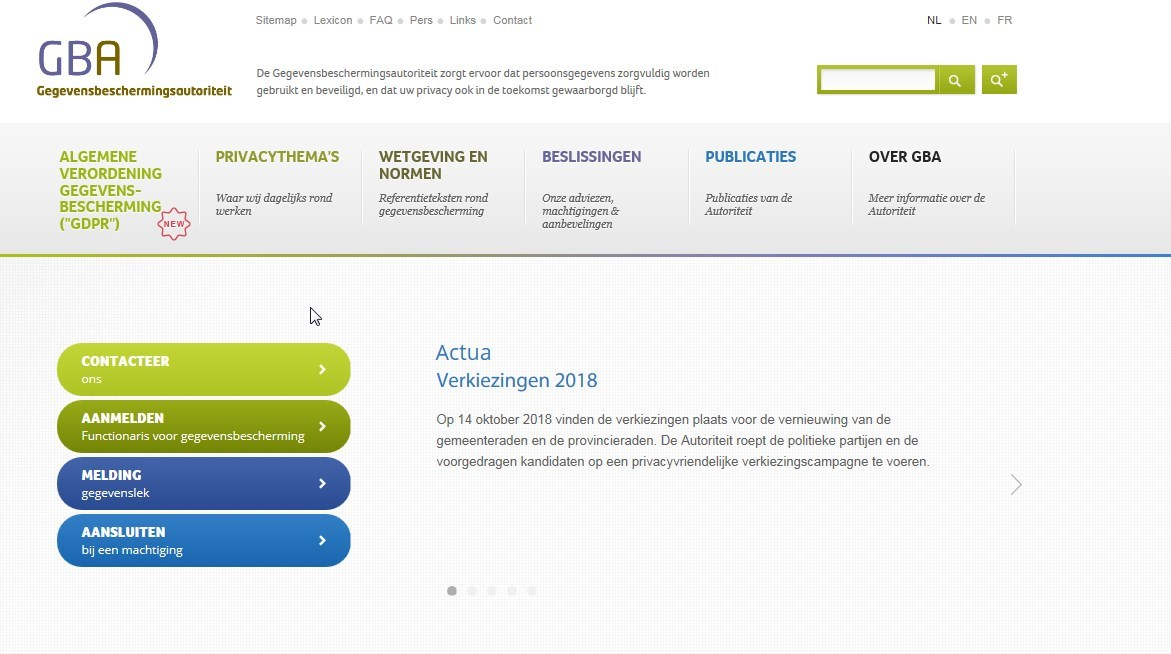 Sitemap Lexicon FAQ Pers Links Contact
NL EN FR
GBA
Gegevensbeschermingsautoriteit
De Gegevensbeschermingsautoriteit zorgt ervoor dat persoonsgegevens zorgvuldig worden
gebruikt en beveiligd, en dat uw privacy ook in de toekomst gewaarborgd blijft.
ALGEMENE
VERORDENING
GEGEVENS-
BESCHERMING
("GDPR")
NEW
PRIVACYTHEMA'S
Waar wij dagelijks rond
werken
WETGEVING EN
NORMEN
Referentieteksten rond
gegevensbescherming
BESLISSINGEN
Onze adviezen,
machtigingen &
aanbevelingen
PUBLICATIES
Publicaties van de
Autoriteit
OVER GBA
Meer informatie over de
Autoriteit
CONTACTEER
ons
AANMELDEN
Functionaris voor gegevensbescherming
MELDING
gegevenslek
AANSLUITEN
bij een machtiging
Actua
Verkiezingen 2018
Op 14 oktober 2018 vinden de verkiezingen plaats voor de vernieuwing van de
gemeenteraden en de provincieraden. De Autoriteit roept de politieke partijen en de
voorgedragen kandidaten op een privacyvriendelijke verkiezingscampagne te voeren.